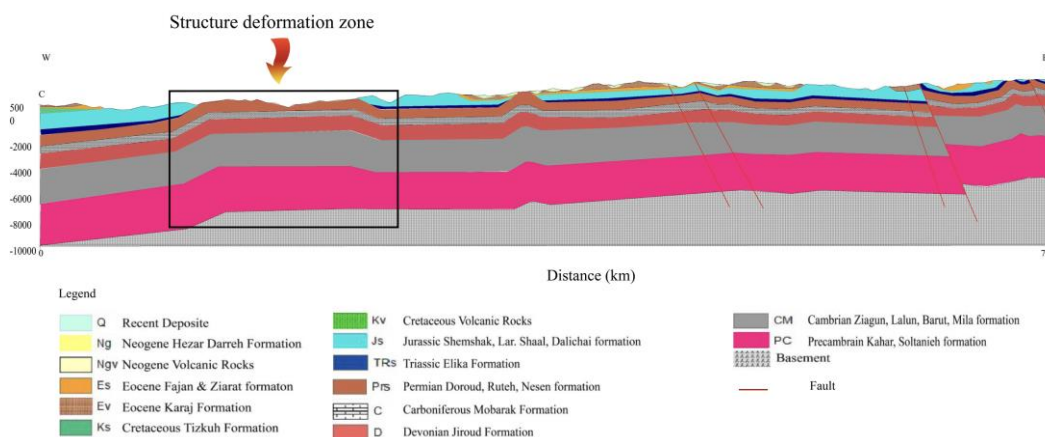 Structure deformation zone
W
C
500
0
-2000
-4000
-6000
-8000
-10000
0
7
Distance (km)
Legend
Q Recent Deposite
Ng Neogene Hezar Darreh Formation
Ngv Neogene Volcanic Rocks
Es Eocene Fajan & Ziarat formaton
Ev Eocene Karaj Formation
Ks Cretaceous Tizkuh Formation
Kv Cretaceous Volcanic Rocks
Js Jurassic Shemshak, Lar. Shaal, Dalichai formation
TRs Triassic Elika Formation
Prs Permian Doroud, Ruteh, Nesen formation
C Carboniferous Mobarak Formation
D Devonian Jiroud Formation
CM Cambrian Ziagun, Lalun, Barut, Mila formation
PC Precambrain Kahar, Soltanieh formation
Basement
Fault